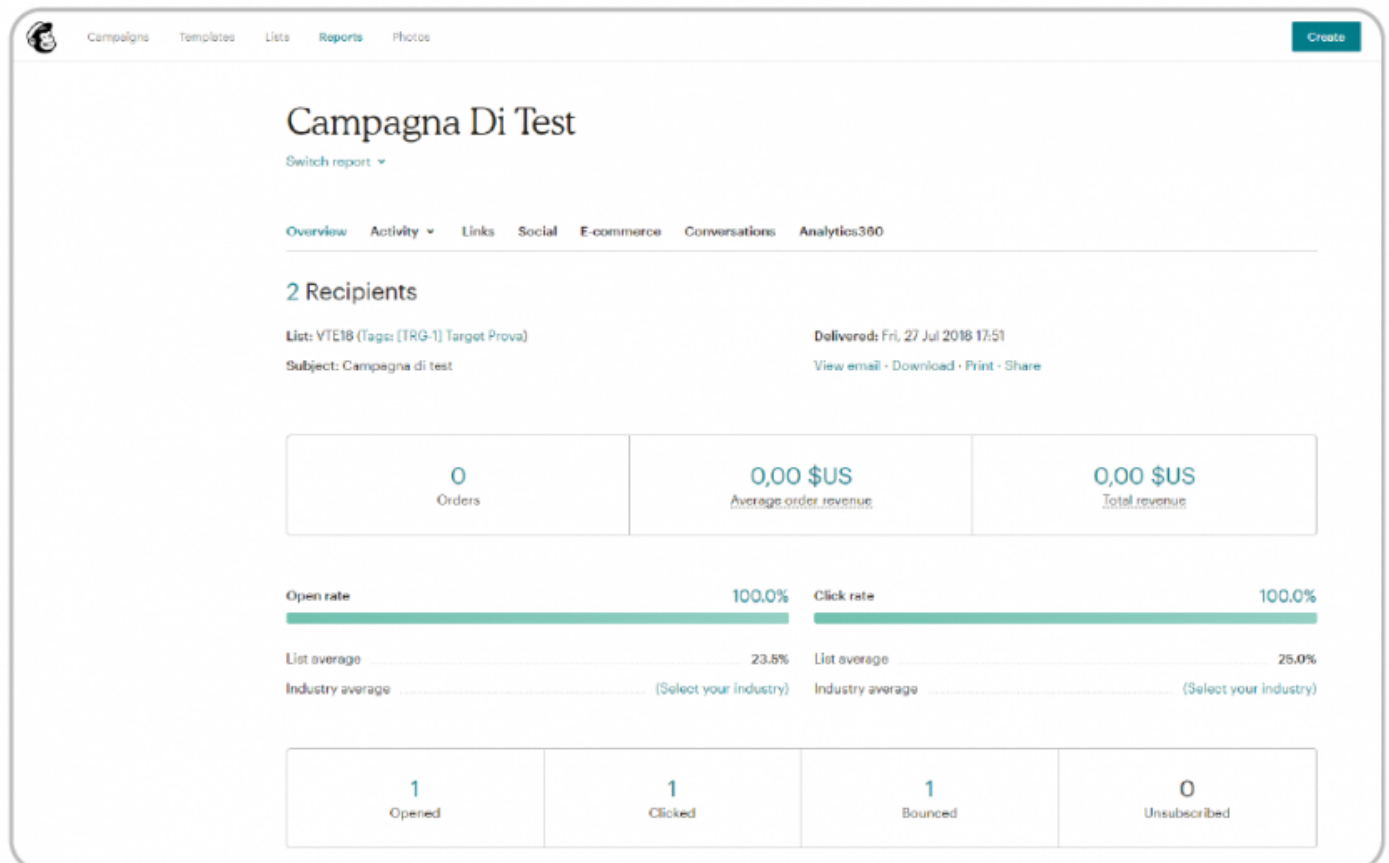 Campaigns Templates Lists Reports Photos Create
Campagna Di Test
Switch report
Overview Activity Links Social E-commerce Conversations Analytics360
2 Recipients
List: VTE18 (Tags: [TRG-1] Target Prova) Delivered: Fri, 27 Jul 2018 17:51
Subject: Campagna di test View email · Download · Print · Share
0 0,00 $US 0,00 $US
Orders Average order revenue Total revenue
Open rate 100.0% Click rate 100.0%
List average 23.5% List average 25.0%
Industry average (Select your industry) Industry average (Select your industry)
1 1 1 0
Opened Clicked Bounced Unsubscribed